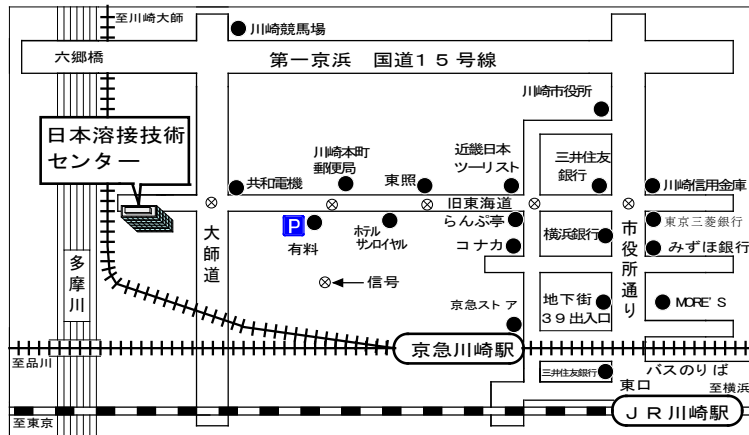 至川崎大師
川崎競馬場
六郷橋
第一京浜　国道１５号線
川崎市役所
日本溶接技術
センター
川崎本町
郵便局
近畿日本
ツーリスト
東照
三井住友
銀行
共和電機
川崎信用金庫
旧東海道
P
有料
ホテル
サンロイヤル
らんぷ亭
コナカ
横浜銀行
東京三菱銀行
みずほ銀行
大師道
市役所通り
多摩川
信号
京急ストア
地下街
３９出入口
MORE'S
京急川崎駅
至品川
三井住友銀行
バスのりば
東口
至横浜
至東京
ＪＲ川崎駅